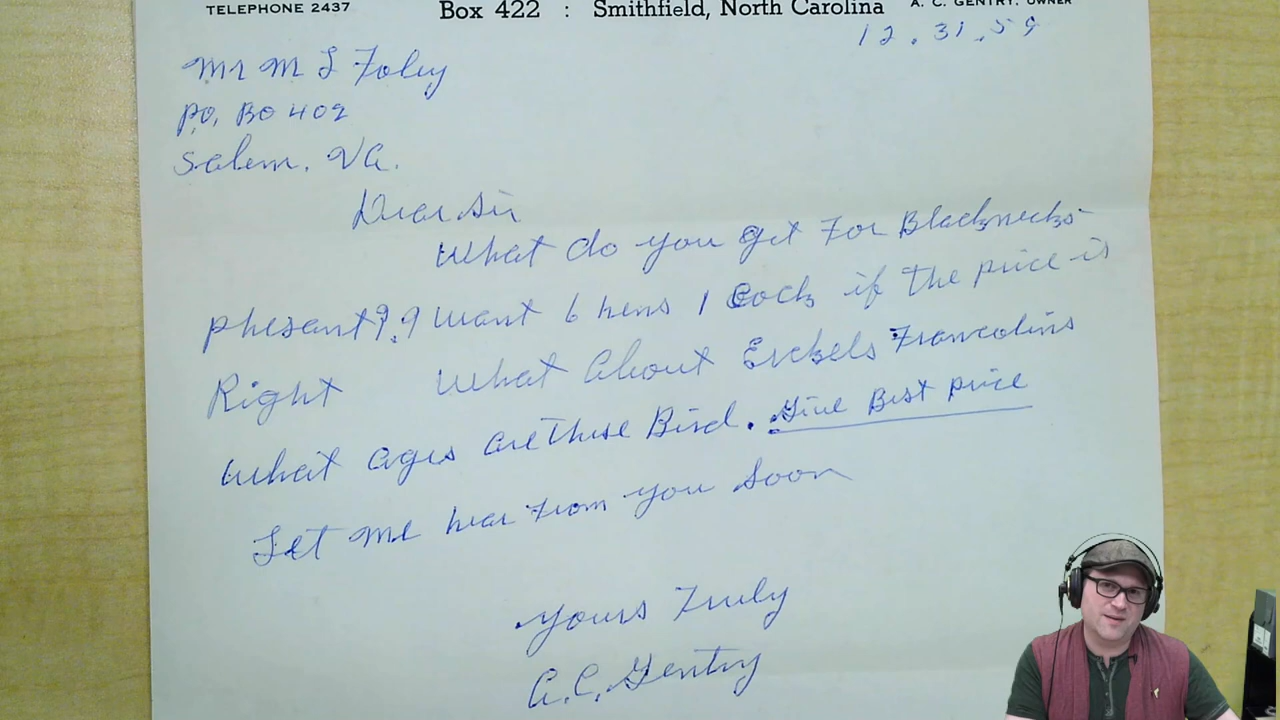 TELEPHONE 2437 Box 422 : Smithfield, North Carolina A. C. GENTRY, OWNER
12.31.59
Mr M L Foley
P.O. Bo 402
Salem. VA.
Dear Sir
What do you get For Blacknecks
phesant?. I want 6 hens 1 Cock if the price is
Right What About Erckels Francolins
What ages are these Bird. Give Best price
Let me hear From you soon
Yours Truly
A.C. Gentry